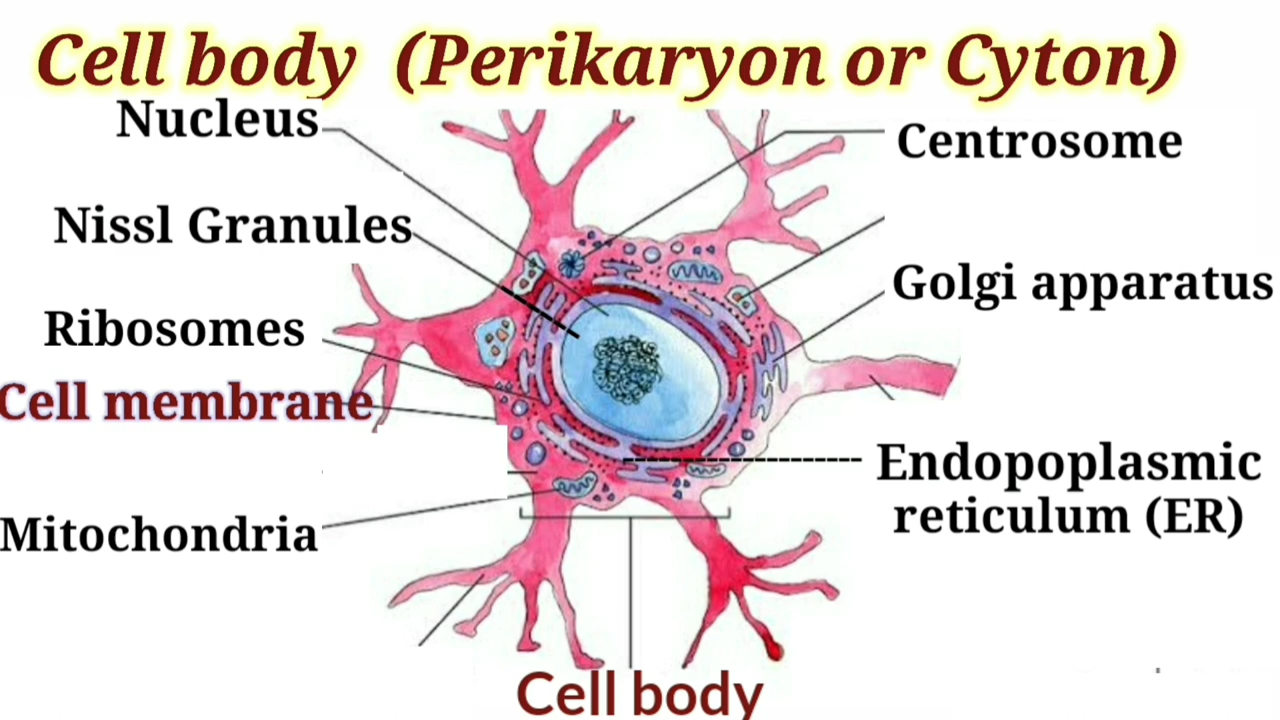 Cell body (Perikaryon or Cyton)
Nucleus
Centrosome
Nissl Granules
Golgi apparatus
Ribosomes
Cell membrane
Endopoplasmic
reticulum (ER)
Mitochondria
Cell body